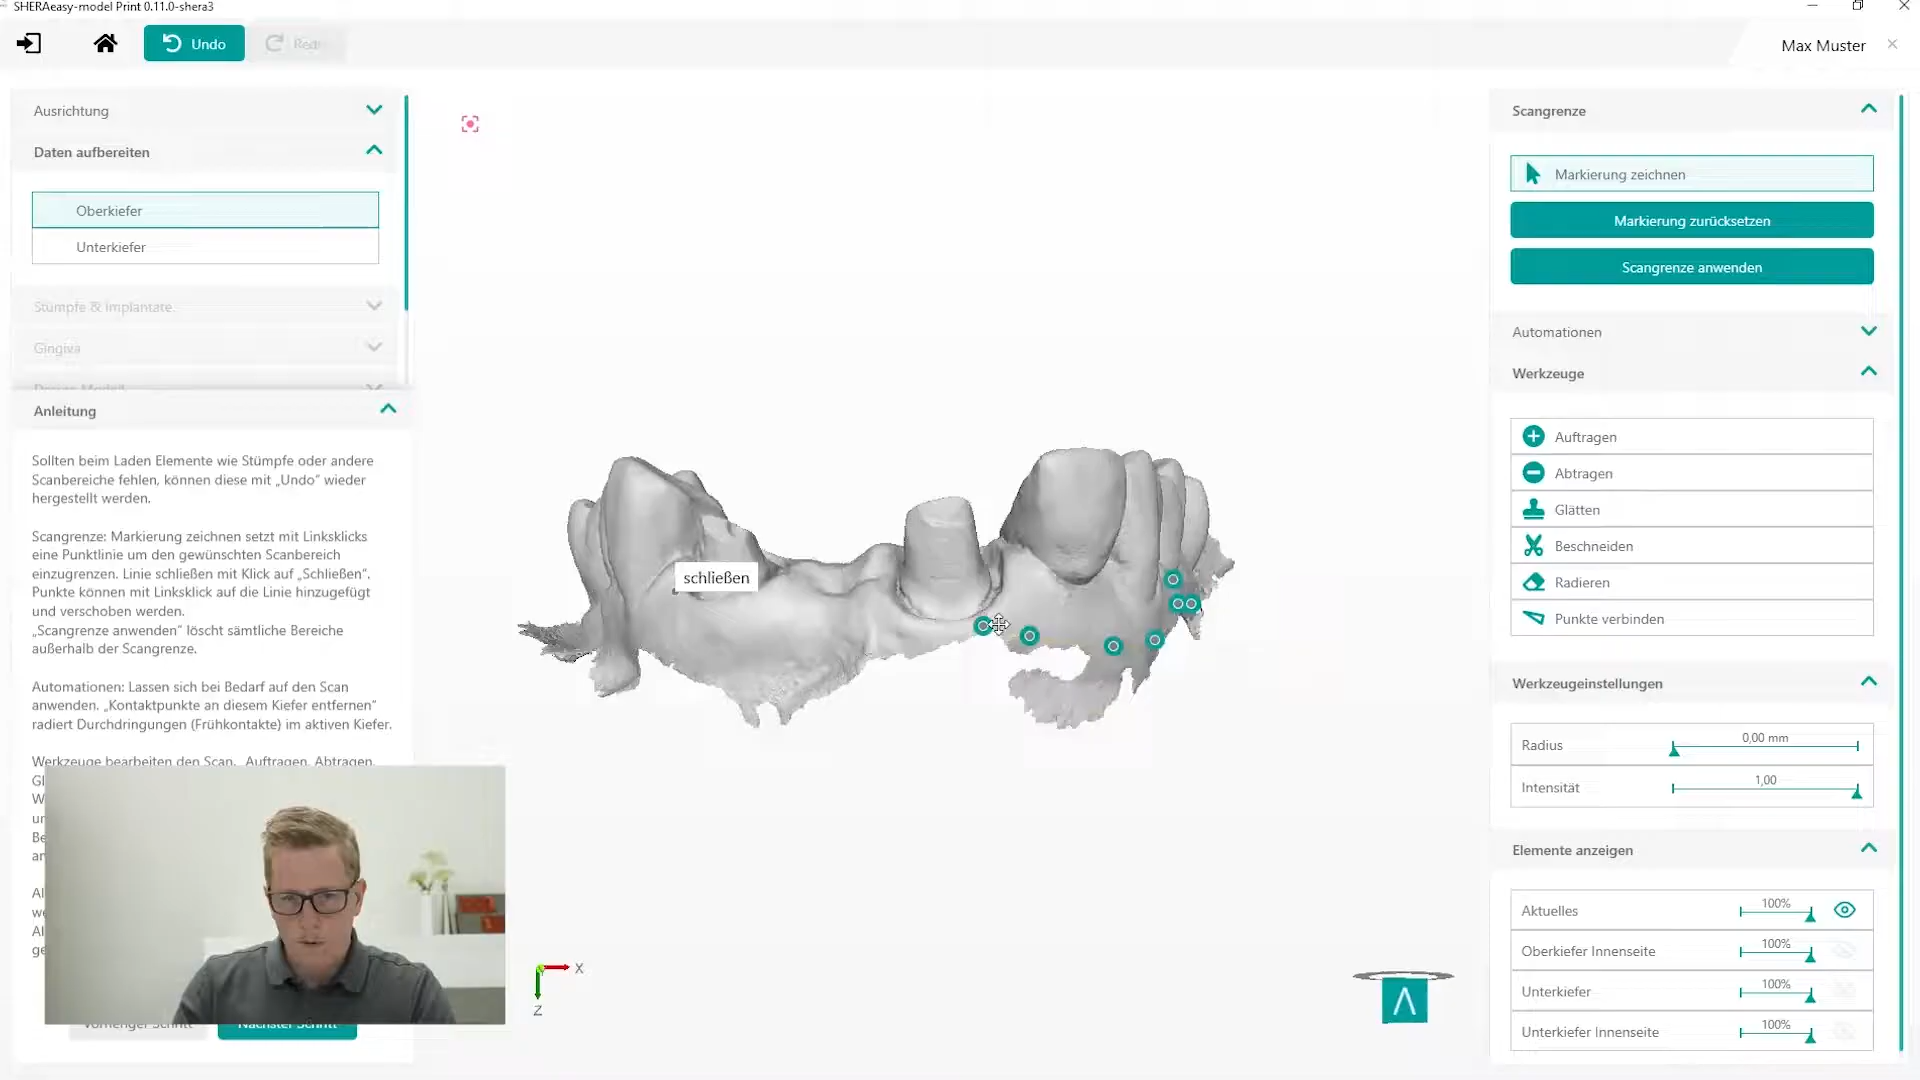 SHERAeasy-model Print 0.11.0-shera3
Undo
Max Muster
Ausrichtung
Daten aufbereiten
Oberkiefer
Unterkiefer
Stümpfe & Implantate
Gingiva
Anleitung
Sollten beim Laden Elemente wie Stümpfe oder andere
Scanbereiche fehlen, können diese mit „Undo“ wieder
hergestellt werden.
Scangrenze: Markierung zeichnen setzt mit Linksklicks
eine Punktlinie um den gewünschten Scanbereich
einzugrenzen. Linie schließen mit Klick auf „Schließen“.
Punkte können mit Linksklick auf die Linie hinzugefügt
und verschoben werden.
„Scangrenze anwenden“ löscht sämtliche Bereiche
außerhalb der Scangrenze.
Automationen: Lassen sich bei Bedarf auf den Scan
anwenden. „Kontaktpunkte an diesem Kiefer entfernen“
radiert Durchdringungen (Frühkontakte) im aktiven Kiefer.
Werkzeuge bearbeiten den Scan. Auftragen, Abtragen,
schließen
X
Z
Scangrenze
Markierung zeichnen
Markierung zurücksetzen
Scangrenze anwenden
Automationen
Werkzeuge
Auftragen
Abtragen
Glätten
Beschneiden
Radieren
Punkte verbinden
Werkzeugeinstellungen
Radius 0,00 mm
Intensität 1,00
Elemente anzeigen
Aktuelles 100%
Oberkiefer Innenseite 100%
Unterkiefer 100%
Unterkiefer Innenseite 100%